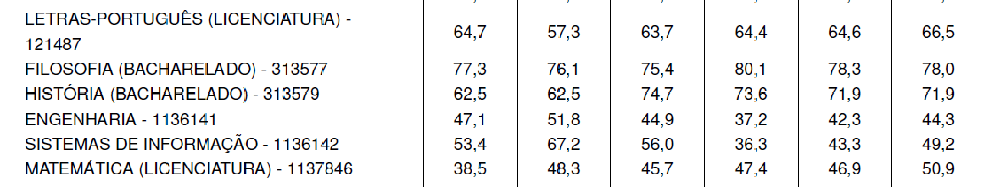 LETRAS-PORTUGUÊS (LICENCIATURA) -
121487 64,7 57,3 63,7 64,4 64,6 66,5
FILOSOFIA (BACHARELADO) - 313577 77,3 76,1 75,4 80,1 78,3 78,0
HISTÓRIA (BACHARELADO) - 313579 62,5 62,5 74,7 73,6 71,9 71,9
ENGENHARIA - 1136141 47,1 51,8 44,9 37,2 42,3 44,3
SISTEMAS DE INFORMAÇÃO - 1136142 53,4 67,2 56,0 36,3 43,3 49,2
MATEMÁTICA (LICENCIATURA) - 1137846 38,5 48,3 45,7 47,4 46,9 50,9